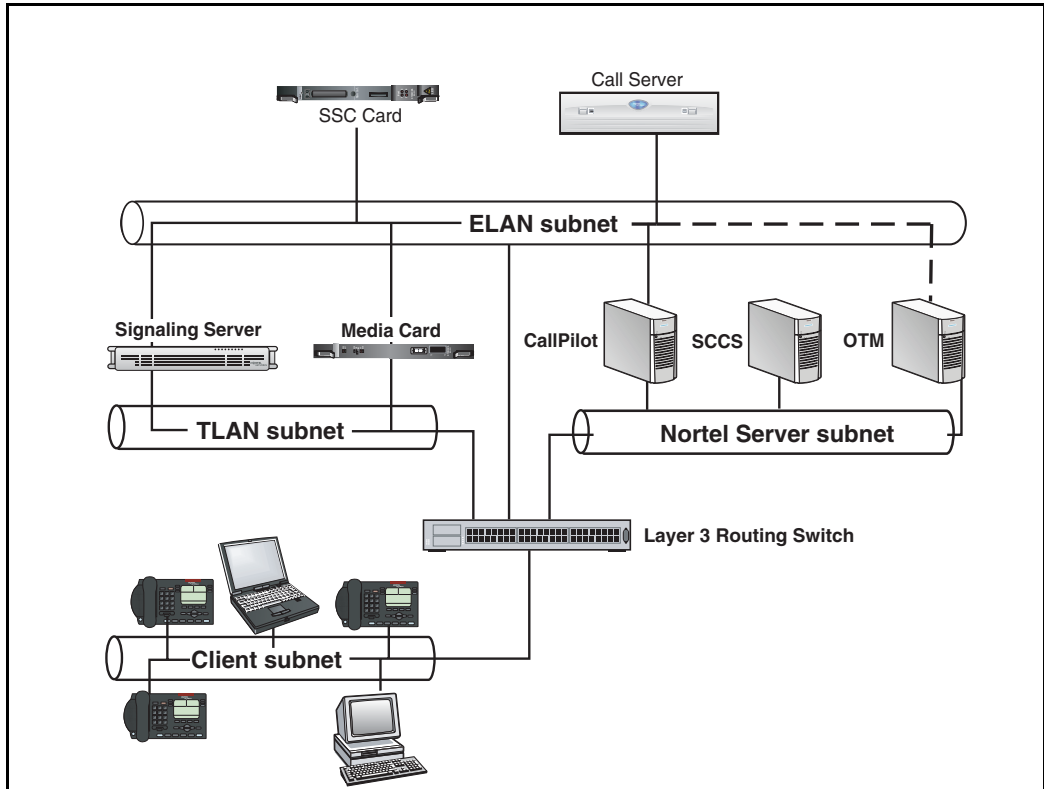 SSC Card
Call Server
ELAN subnet
Signaling Server
Media Card
CallPilot
SCCS
OTM
TLAN subnet
Nortel Server subnet
Layer 3 Routing Switch
Client subnet